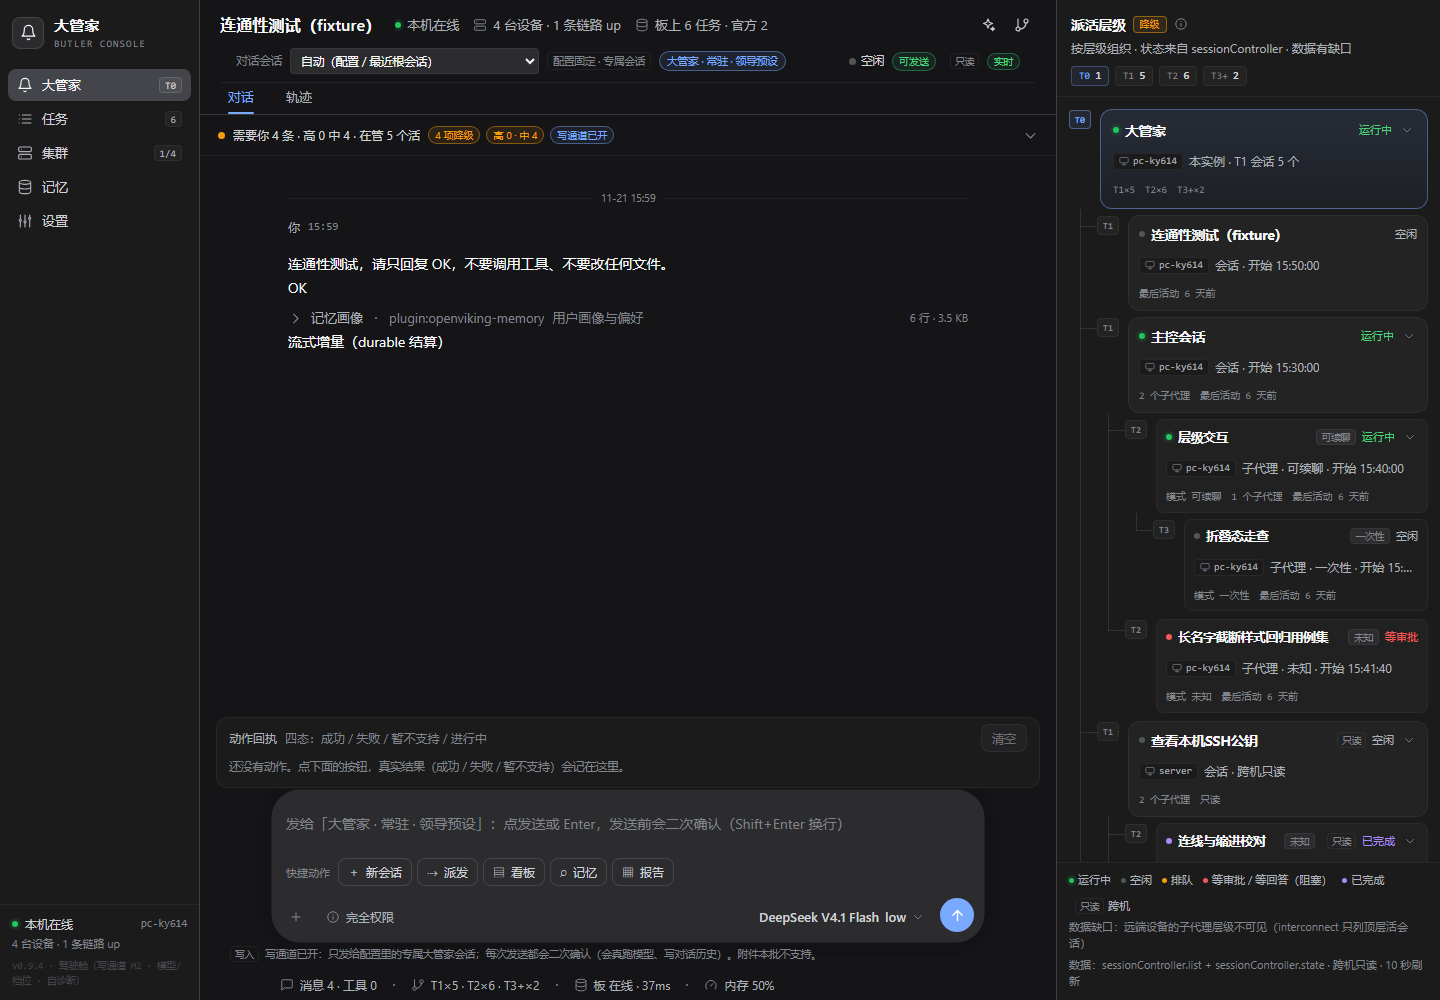 大管家
BUTLER CONSOLE
大管家 T0
任务 6
集群 1/4
记忆
设置
本机在线 pc-ky614
4 台设备 · 1 条链路 up
v0.9.4 · 驾驶舱（写通道 M2 · 模型/
档位 · 自诊断）
连通性测试（fixture） 本机在线 4 台设备 · 1 条链路 up 板上 6 任务 · 官方 2
对话会话 自动（配置 / 最近根会话） 配置固定 · 专属会话 大管家 · 常驻 · 领导预设 空闲 可发送 只读 实时
对话 轨迹
需要你 4 条 · 高 0 中 4 · 在管 5 个活 4 项降级 高 0 · 中 4 写通道已开
11-21 15:59
你 15:59
连通性测试，请只回复 OK，不要调用工具、不要改任何文件。
OK
记忆画像 · plugin:openviking-memory 用户画像与偏好 6 行 · 3.5 KB
流式增量（durable 结算）
动作回执 四态：成功 / 失败 / 暂不支持 / 进行中 清空
还没有动作。点下面的按钮，真实结果（成功 / 失败 / 暂不支持）会记在这里。
发给「大管家 · 常驻 · 领导预设」：点发送或 Enter，发送前会二次确认（Shift+Enter 换行）
快捷动作 新会话 派发 看板 记忆 报告
完全权限 DeepSeek V4.1 Flash low
写入 写通道已开：只发给配置里的专属大管家会话；每次发送都会二次确认（会真跑模型、写对话历史）。附件本批不支持。
消息 4 · 工具 0 · T1×5 · T2×6 · T3+×2 · 板 在线 · 37ms · 内存 50%
派活层级 降级
按层级组织 · 状态来自 sessionController · 数据有缺口
T0 1 T1 5 T2 6 T3+ 2
T0 大管家 运行中
pc-ky614 本实例 · T1 会话 5 个
T1×5 T2×6 T3+×2
T1 连通性测试（fixture） 空闲
pc-ky614 会话 · 开始 15:50:00
最后活动 6 天前
T1 主控会话 运行中
pc-ky614 会话 · 开始 15:30:00
2 个子代理 最后活动 6 天前
T2 层级交互 可续聊 运行中
pc-ky614 子代理 · 可续聊 · 开始 15:40:00
模式 可续聊 1 个子代理 最后活动 6 天前
T3 折叠态走查 一次性 空闲
pc-ky614 子代理 · 一次性 · 开始 15:...
模式 一次性 最后活动 6 天前
T2 长名字截断样式回归用例集 未知 等审批
pc-ky614 子代理 · 未知 · 开始 15:41:40
模式 未知 最后活动 6 天前
T1 查看本机SSH公钥 只读 空闲
server 会话 · 跨机只读
2 个子代理 只读
T2 连线与缩进校对 未知 只读 已完成
运行中 空闲 排队 等审批 / 等回答（阻塞） 已完成
只读 跨机
数据缺口：远端设备的子代理层级不可见（interconnect 只列顶层活会
话）
数据：sessionController.list + sessionController.state · 跨机只读 · 10 秒刷
新